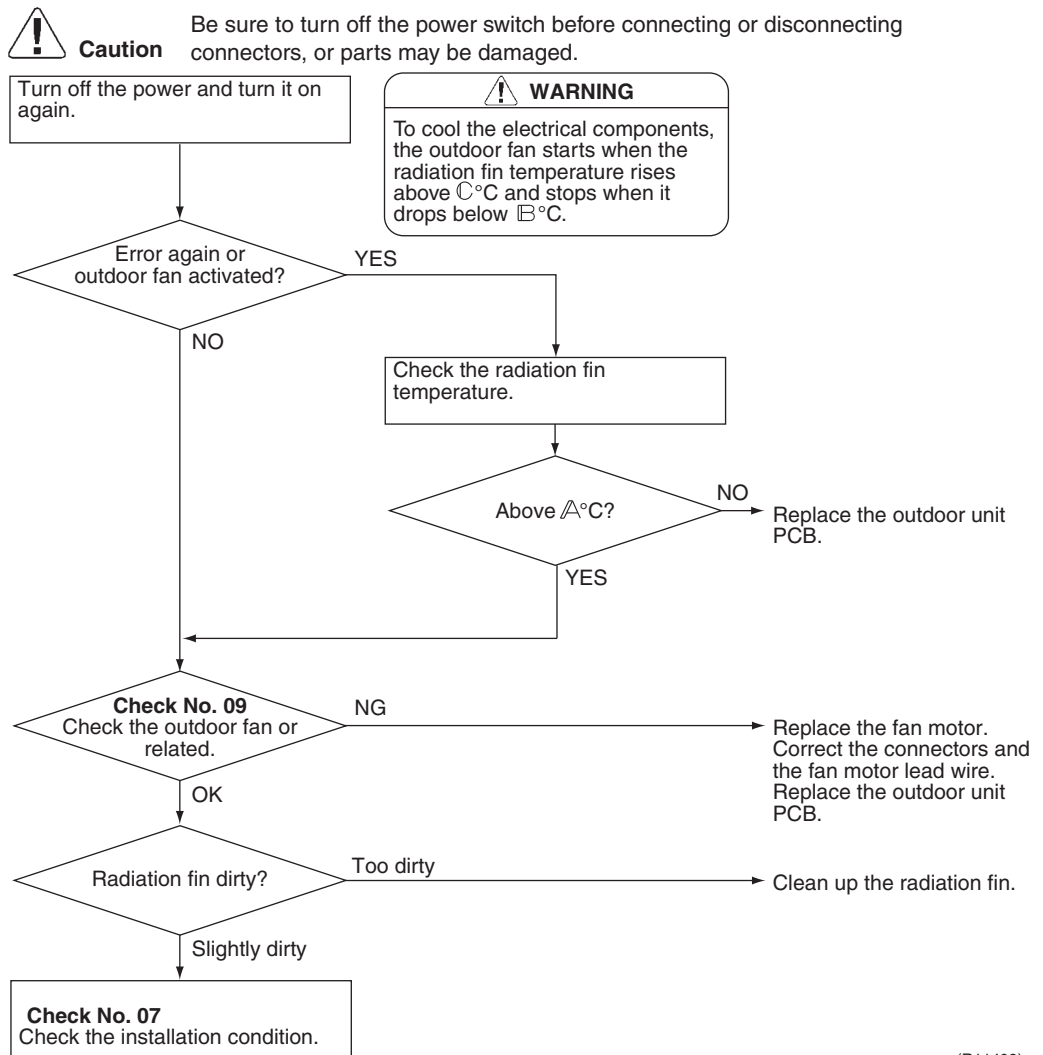 Be sure to turn off the power switch before connecting or disconnecting
Caution
connectors, or parts may be damaged.
Turn off the power and turn it on
again.
WARNING
To cool the electrical components,
the outdoor fan starts when the
radiation fin temperature rises
above ℂ°C and stops when it
drops below 𝔹°C.
Error again or
outdoor fan activated?
YES
NO
Check the radiation fin
temperature.
Above 𝔸°C?
NO
Replace the outdoor unit
PCB.
YES
Check No. 09
Check the outdoor fan or
related.
NG
Replace the fan motor.
Correct the connectors and
the fan motor lead wire.
Replace the outdoor unit
PCB.
OK
Radiation fin dirty?
Too dirty
Clean up the radiation fin.
Slightly dirty
Check No. 07
Check the installation condition.